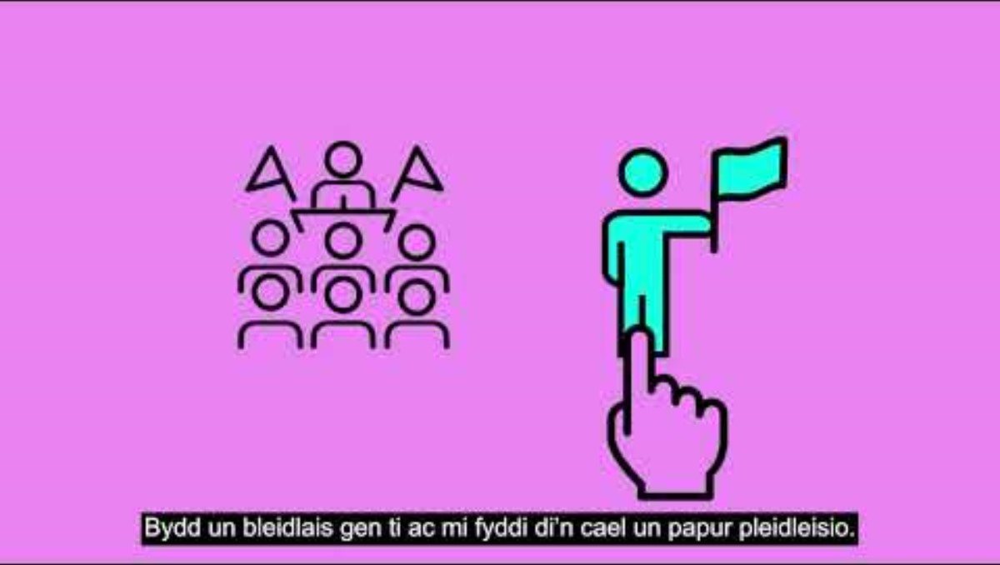 Bydd un bleidlais gen ti ac mi fyddi di'n cael un papur pleidleisio.